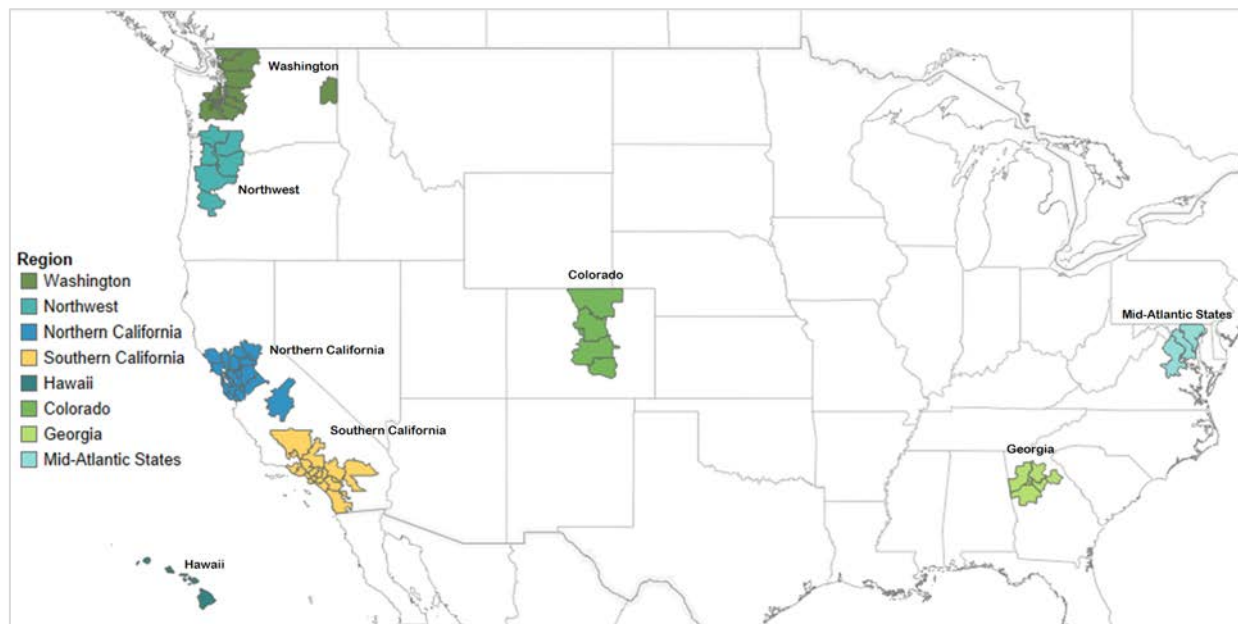 Washington
Northwest
Region
Washington
Northwest
Northern California
Southern California
Hawaii
Colorado
Georgia
Mid-Atlantic States
Colorado
Mid-Atlantic States
Northern California
Southern California
Georgia
Hawaii